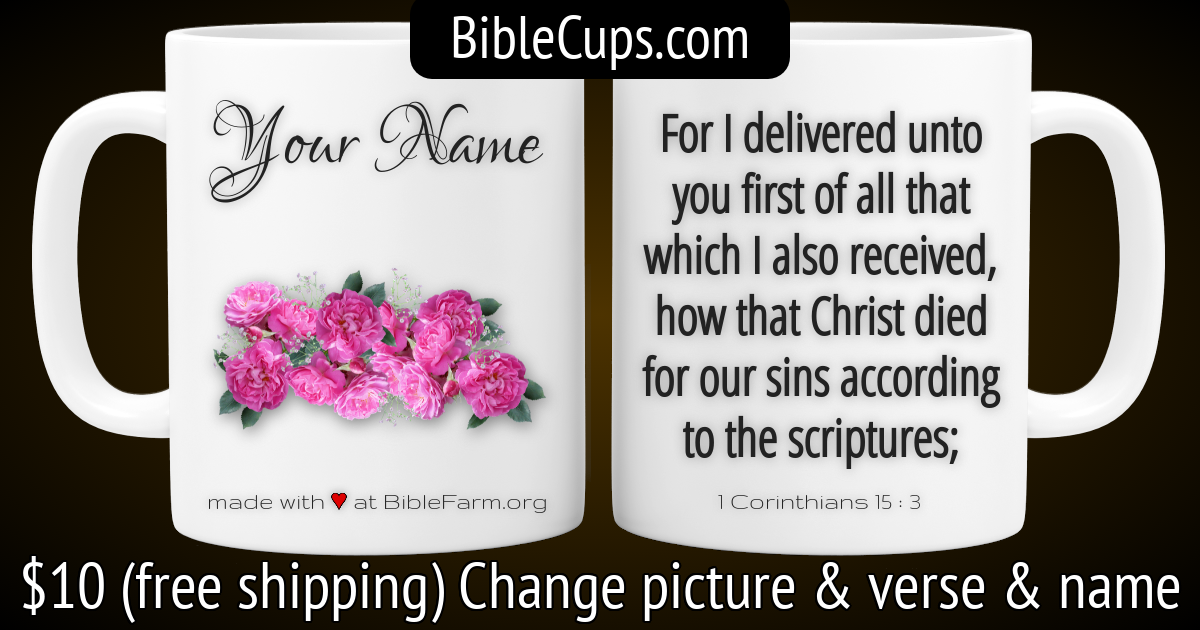 BibleCups.com
Your Name
made with ♥ at BibleFarm.org
For I delivered unto
you first of all that
which I also received,
how that Christ died
for our sins according
to the scriptures;
1 Corinthians 15 : 3
$10 (free shipping) Change picture & verse & name